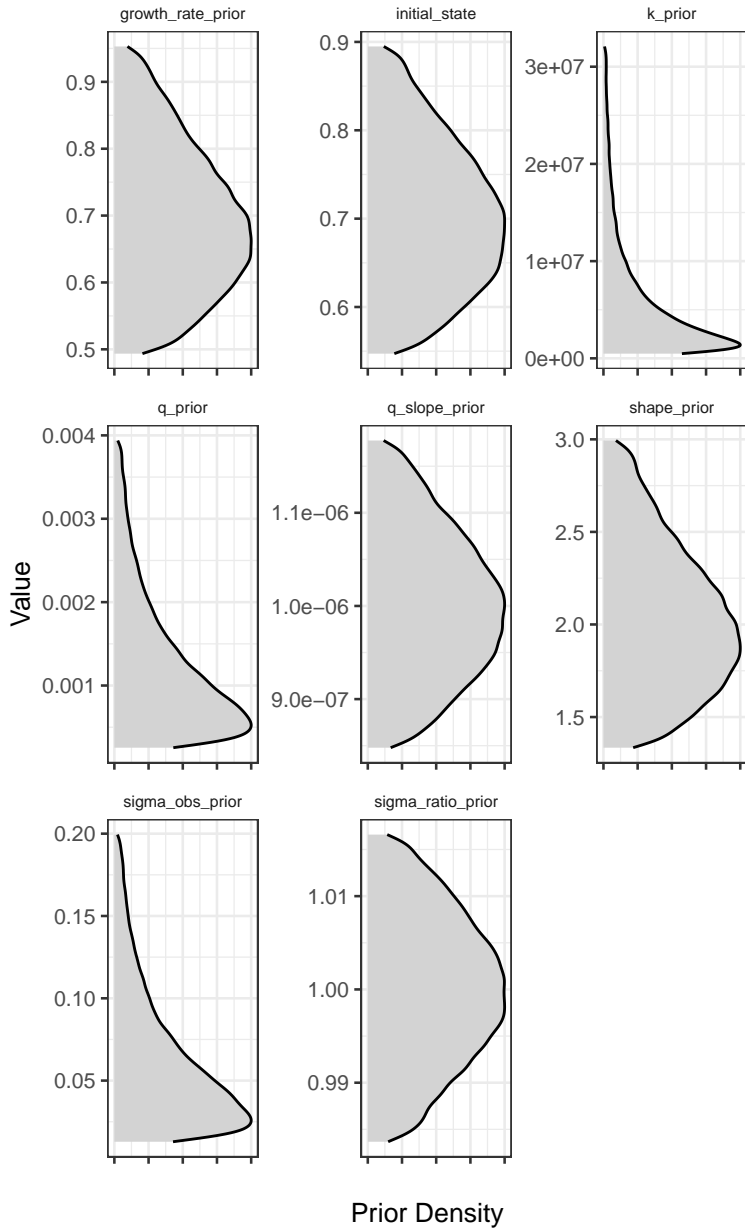 growth_rate_prior
initial_state
k_prior
0.9
0.8
0.7
0.6
0.5
0.9
0.8
0.7
0.6
3e+07
2e+07
1e+07
0e+00
q_prior
q_slope_prior
shape_prior
0.004
0.003
0.002
0.001
1.1e−06
1.0e−06
9.0e−07
3.0
2.5
2.0
1.5
Value
sigma_obs_prior
sigma_ratio_prior
0.20
0.15
0.10
0.05
1.01
1.00
0.99
Prior Density